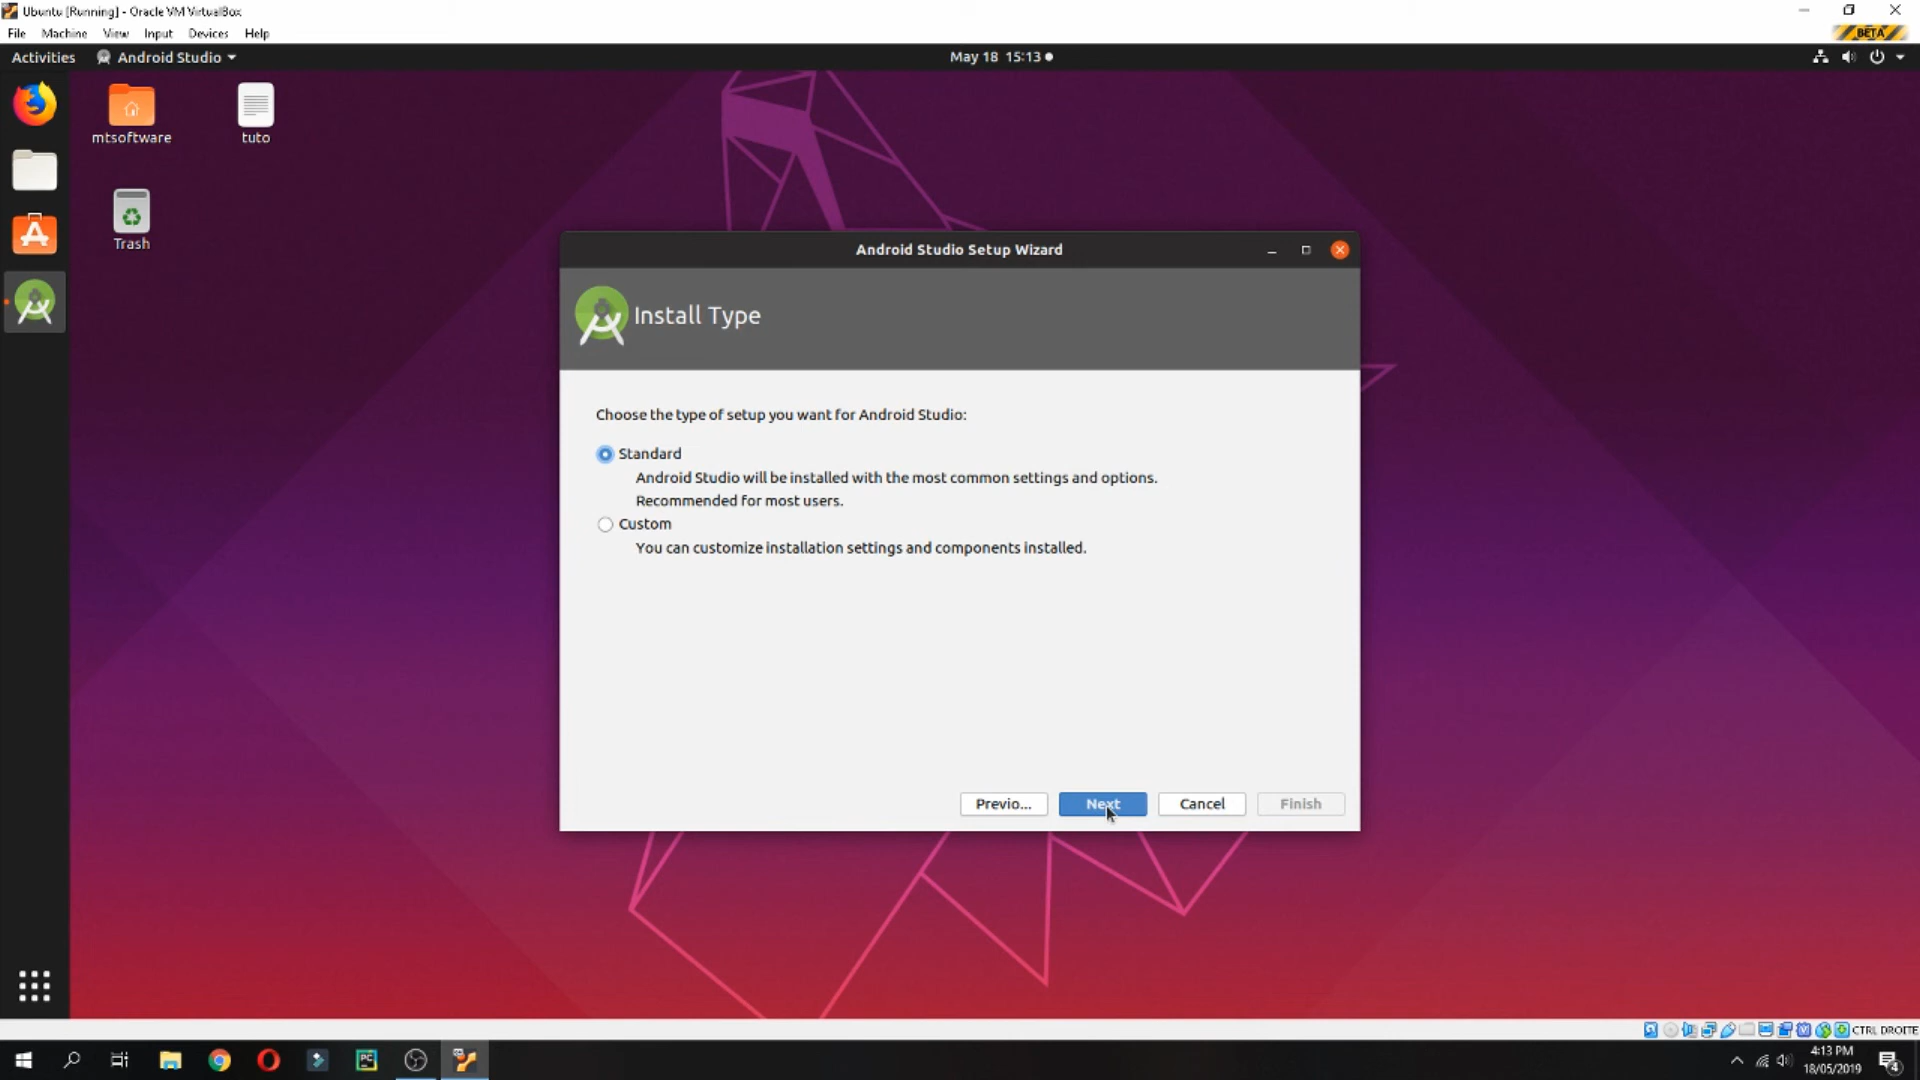 Ubuntu [Running] - Oracle VM VirtualBox
File Machine View Input Devices Help
BETA
Activities Android Studio May 18 15:13
mtsoftware
tuto
Trash
Android Studio Setup Wizard
Install Type
Choose the type of setup you want for Android Studio:
Standard
Android Studio will be installed with the most common settings and options.
Recommended for most users.
Custom
You can customize installation settings and components installed.
Previo... Next Cancel Finish
CTRL DROITE
PC
4:13 PM
18/05/2019
4